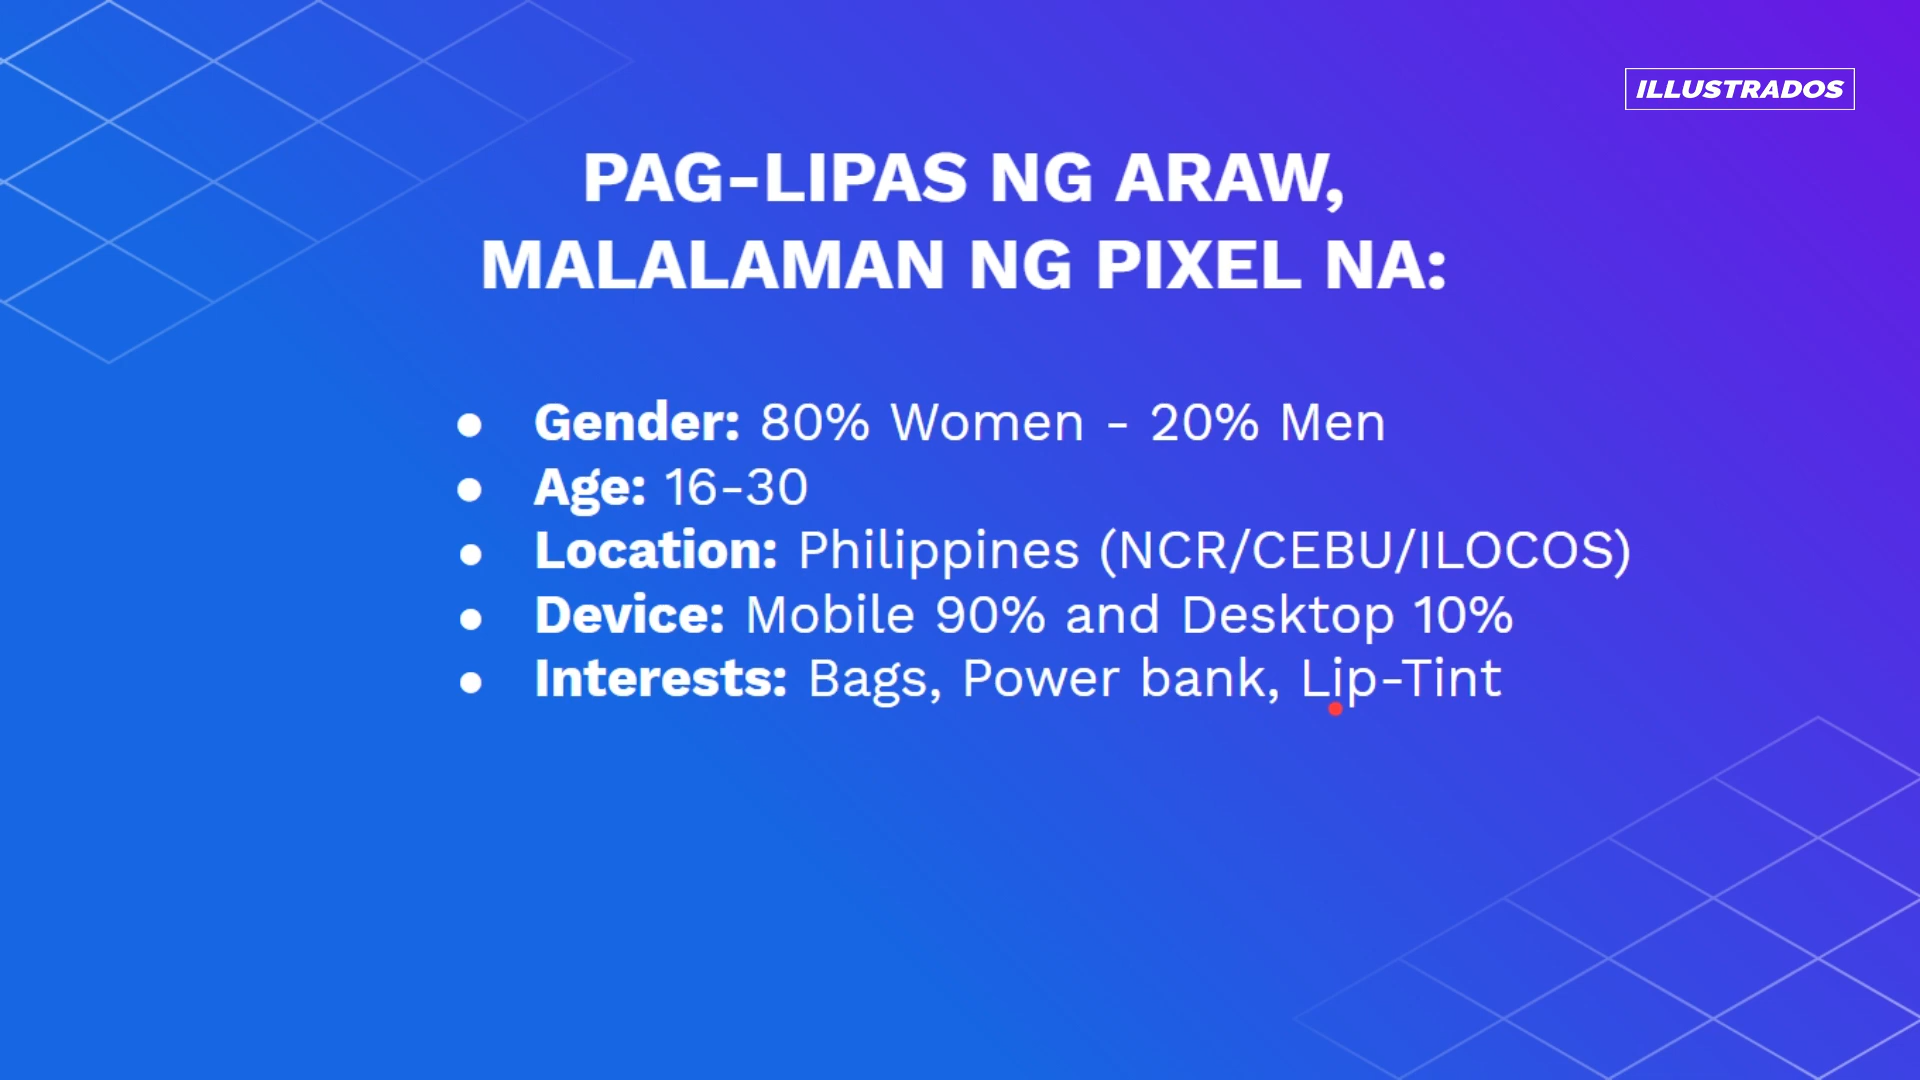 ILLUSTRADOS
PAG-LIPAS NG ARAW,
MALALAMAN NG PIXEL NA:
● Gender: 80% Women - 20% Men
● Age: 16-30
● Location: Philippines (NCR/CEBU/ILOCOS)
● Device: Mobile 90% and Desktop 10%
● Interests: Bags, Power bank, Lip-Tint